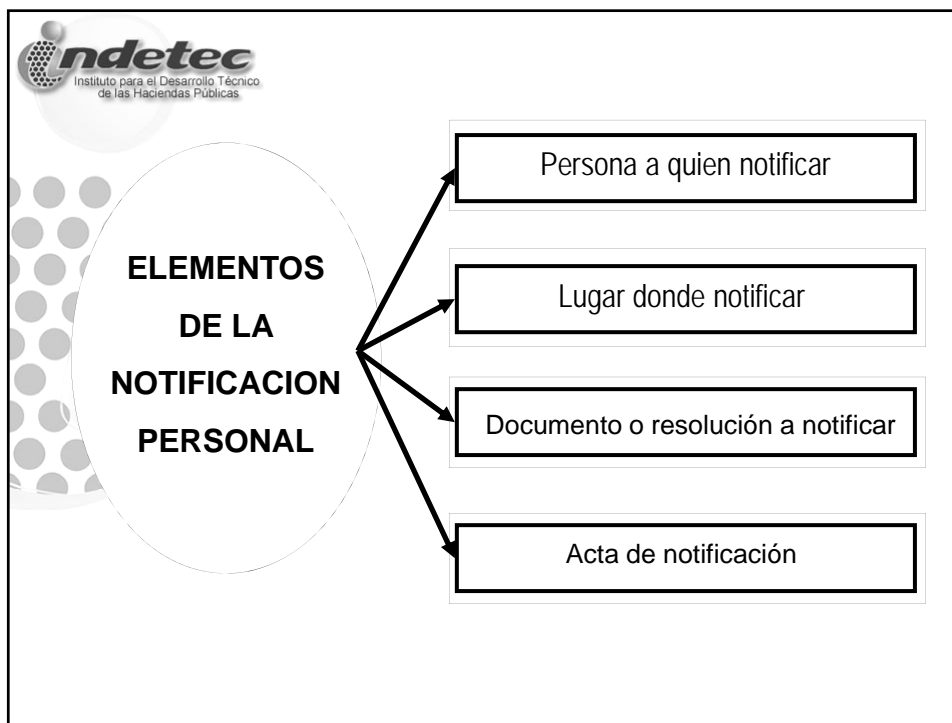 indetec
Instituto para el Desarrollo Técnico
de las Haciendas Públicas
ELEMENTOS
DE LA
NOTIFICACION
PERSONAL
Persona a quien notificar
Lugar donde notificar
Documento o resolución a notificar
Acta de notificación